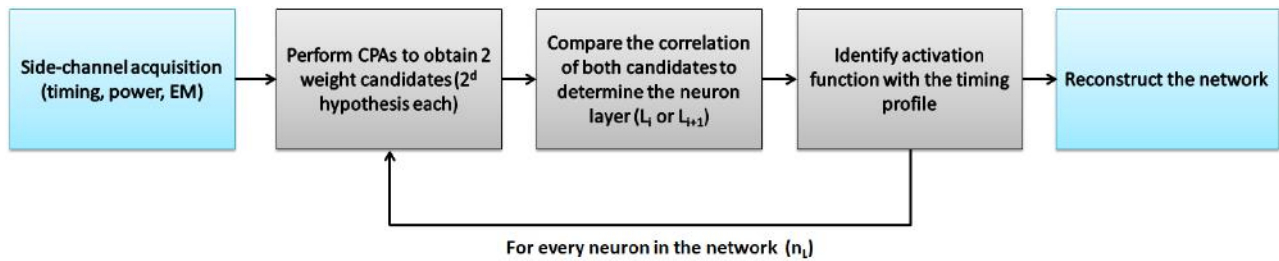 Side-channel acquisition
(timing, power, EM)
Perform CPAs to obtain 2
weight candidates (2ᵈ
hypothesis each)
Compare the correlation
of both candidates to
determine the neuron
layer (Lᵢ or Lᵢ₊₁)
Identify activation
function with the timing
profile
Reconstruct the network
For every neuron in the network (n_L)